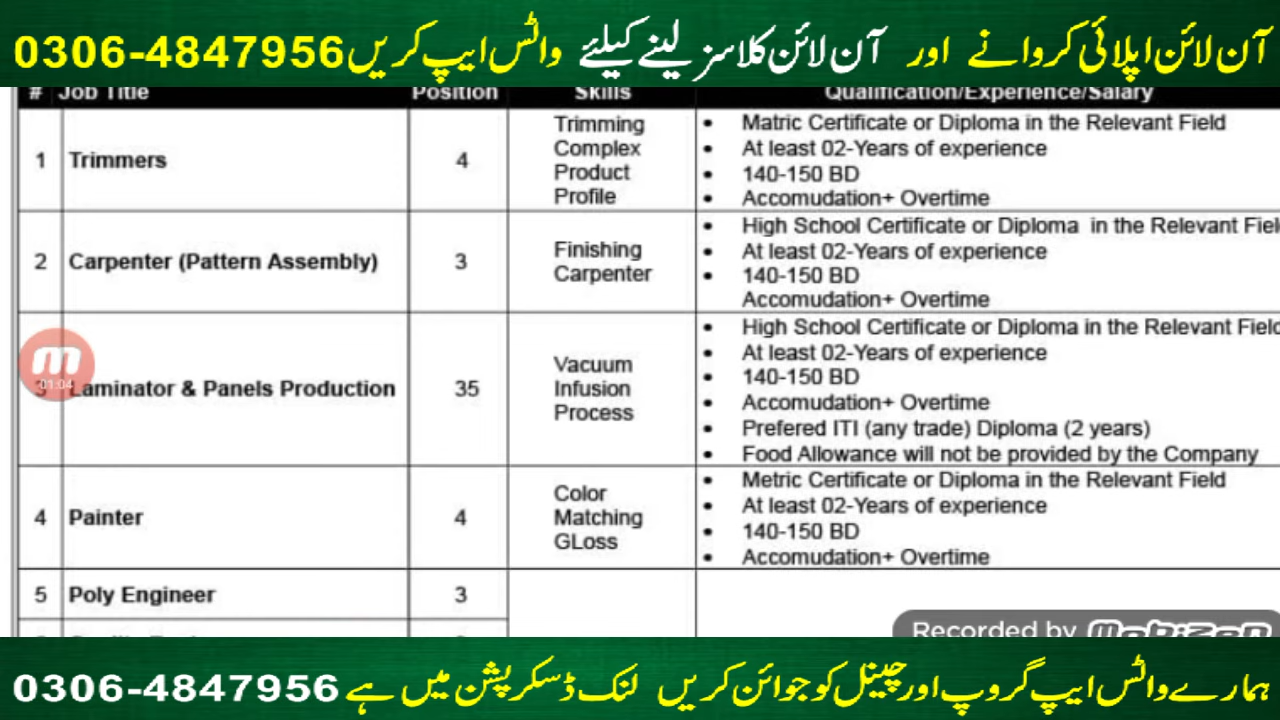 آن لائن اپلائی کروانے اور آن لائن کلاسز لینے کیلئے واٹس ایپ کریں 0306-4847956
# Job Title Position Skills Qualification/Experience/Salary
1 Trimmers 4
Trimming
Complex
Product
Profile
• Matric Certificate or Diploma in the Relevant Field
• At least 02-Years of experience
• 140-150 BD
• Accomudation+ Overtime
2 Carpenter (Pattern Assembly) 3
Finishing
Carpenter
• High School Certificate or Diploma in the Relevant Fiel
• At least 02-Years of experience
• 140-150 BD
Accomudation+ Overtime
3 Laminator & Panels Production 35
Vacuum
Infusion
Process
• High School Certificate or Diploma in the Relevant Field
• At least 02-Years of experience
• 140-150 BD
• Accomudation+ Overtime
• Prefered ITI (any trade) Diploma (2 years)
• Food Allowance will not be provided by the Company
01:04
4 Painter 4
Color
Matching
GLoss
• Metric Certificate or Diploma in the Relevant Field
• At least 02-Years of experience
• 140-150 BD
• Accomudation+ Overtime
5 Poly Engineer 3
Recorded by Mobizen
ہمارے واٹس ایپ گروپ اور چینل کو جوائن کریں لنک ڈسکرپشن میں ہے 0306-4847956